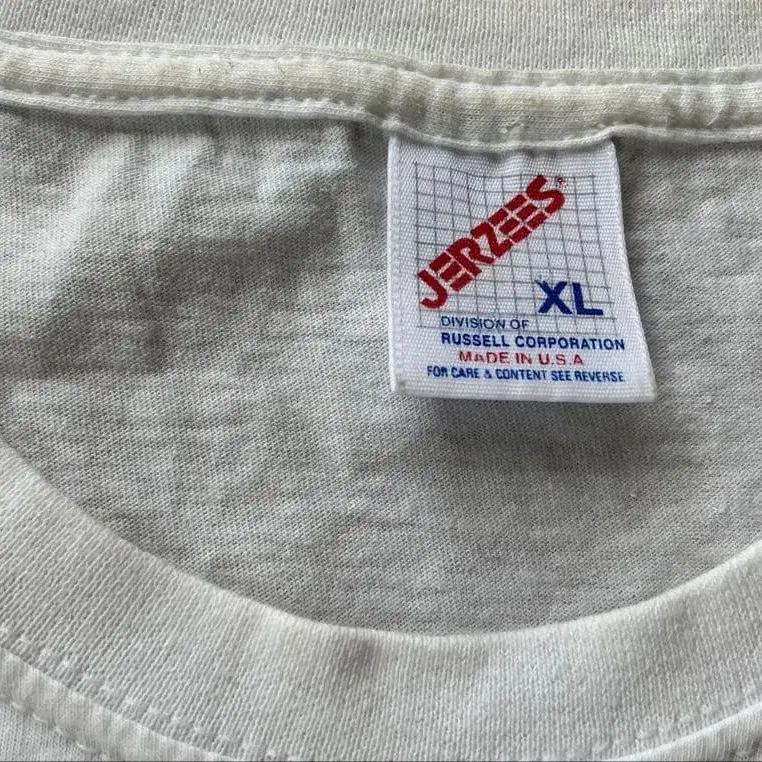 JERZEES®
XL
DIVISION OF
RUSSELL CORPORATION
MADE IN U.S.A
FOR CARE & CONTENT SEE REVERSE